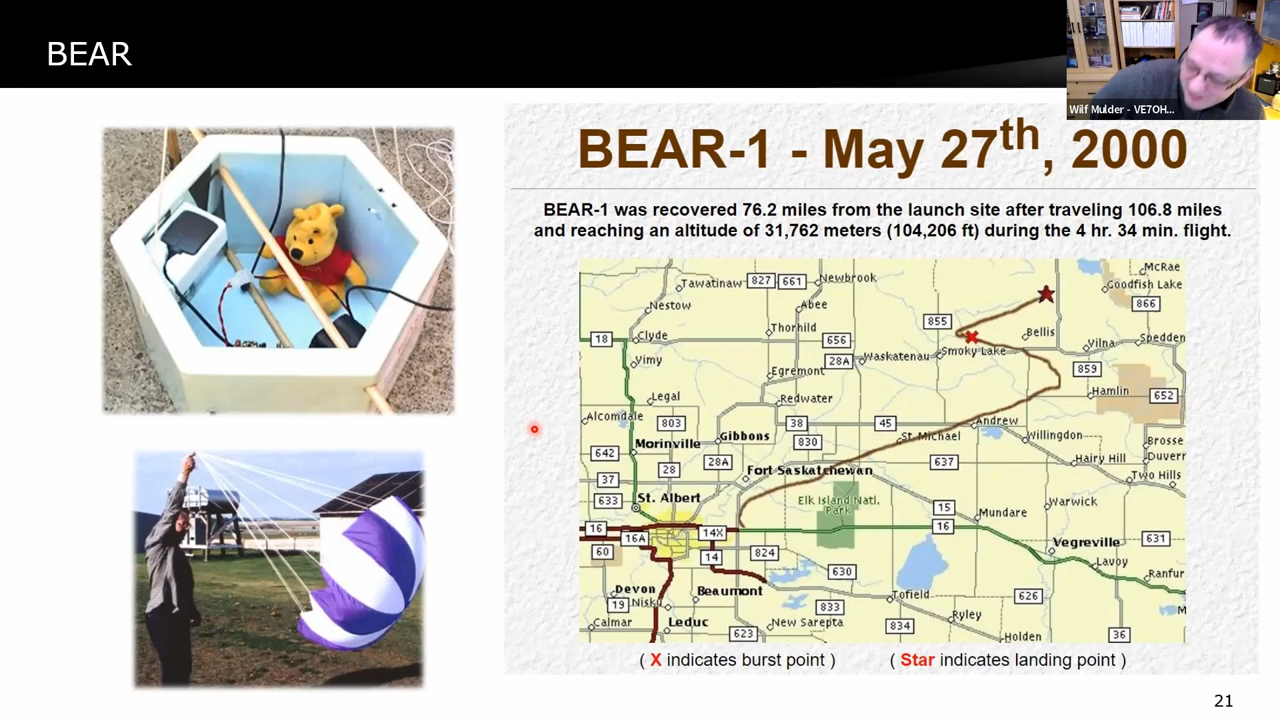 BEAR
Wilf Mulder - VE7OH...
BEAR-1 - May 27th, 2000
BEAR-1 was recovered 76.2 miles from the launch site after traveling 106.8 miles
and reaching an altitude of 31,762 meters (104,206 ft) during the 4 hr. 34 min. flight.
McRae
Tawatinaw 827 661 Newbrook
Goodfish Lake
Nestow Abee 866
855
18 Clyde Thorhild 656 Bellis Vilna Spedden
Vimy 28A Waskatenau Smoky Lake
Egremont 859
Legal Redwater Hamlin 652
Alcomdale 803 38 45 Andrew
Morinville Gibbons 830 St. Michael Willingdon Brosse
642 28 28A 637 Hairy Hill Duvern
37 Fort Saskatchewan Two Hills
633 St. Albert Elk Island Natl.
Park 15 Mundare Warwick
16 16A 14X 16
60 14 824 Vegreville 631
630 Lavoy
Devon Beaumont Ranfur
19 Nisku Tofield 626
833 M
Calmar Leduc New Sarepta Ryley
623 834 Holden 36
( X indicates burst point ) ( Star indicates landing point )
21